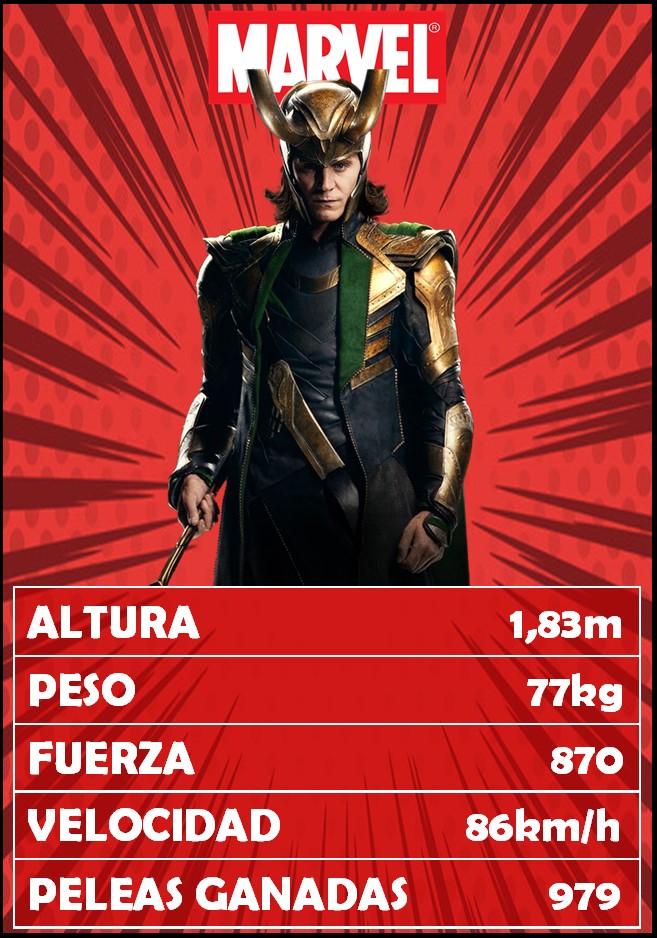 MARVEL®
ALTURA 1,83m
PESO 77kg
FUERZA 870
VELOCIDAD 86km/h
PELEAS GANADAS 979